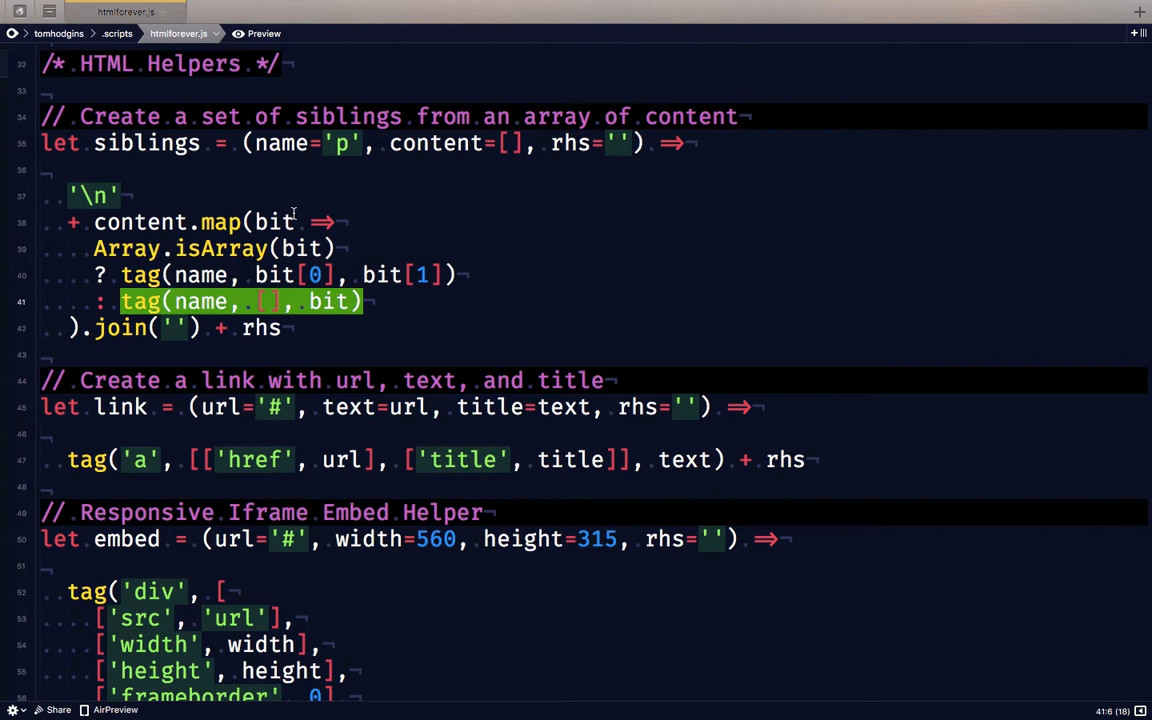 htmlforever.js
tomhodgins .scripts htmlforever.js Preview
32 /* HTML Helpers */
33
34 // Create a set of siblings from an array of content
35 let siblings = (name='p', content=[], rhs='') =>
36
37 '\n'
38 + content.map(bit =>
39 Array.isArray(bit)
40 ? tag(name, bit[0], bit[1])
41 : tag(name, [], bit)
42 ).join('') + rhs
43
44 // Create a link with url, text, and title
45 let link = (url='#', text=url, title=text, rhs='') =>
46
47 tag('a', [['href', url], ['title', title]], text) + rhs
48
49 // Responsive Iframe Embed Helper
50 let embed = (url='#', width=560, height=315, rhs='') =>
51
52 tag('div', [
53 ['src', 'url'],
54 ['width', width],
55 ['height', height],
56 ['frameborder', 0]
Share AirPreview 41:6 (18)